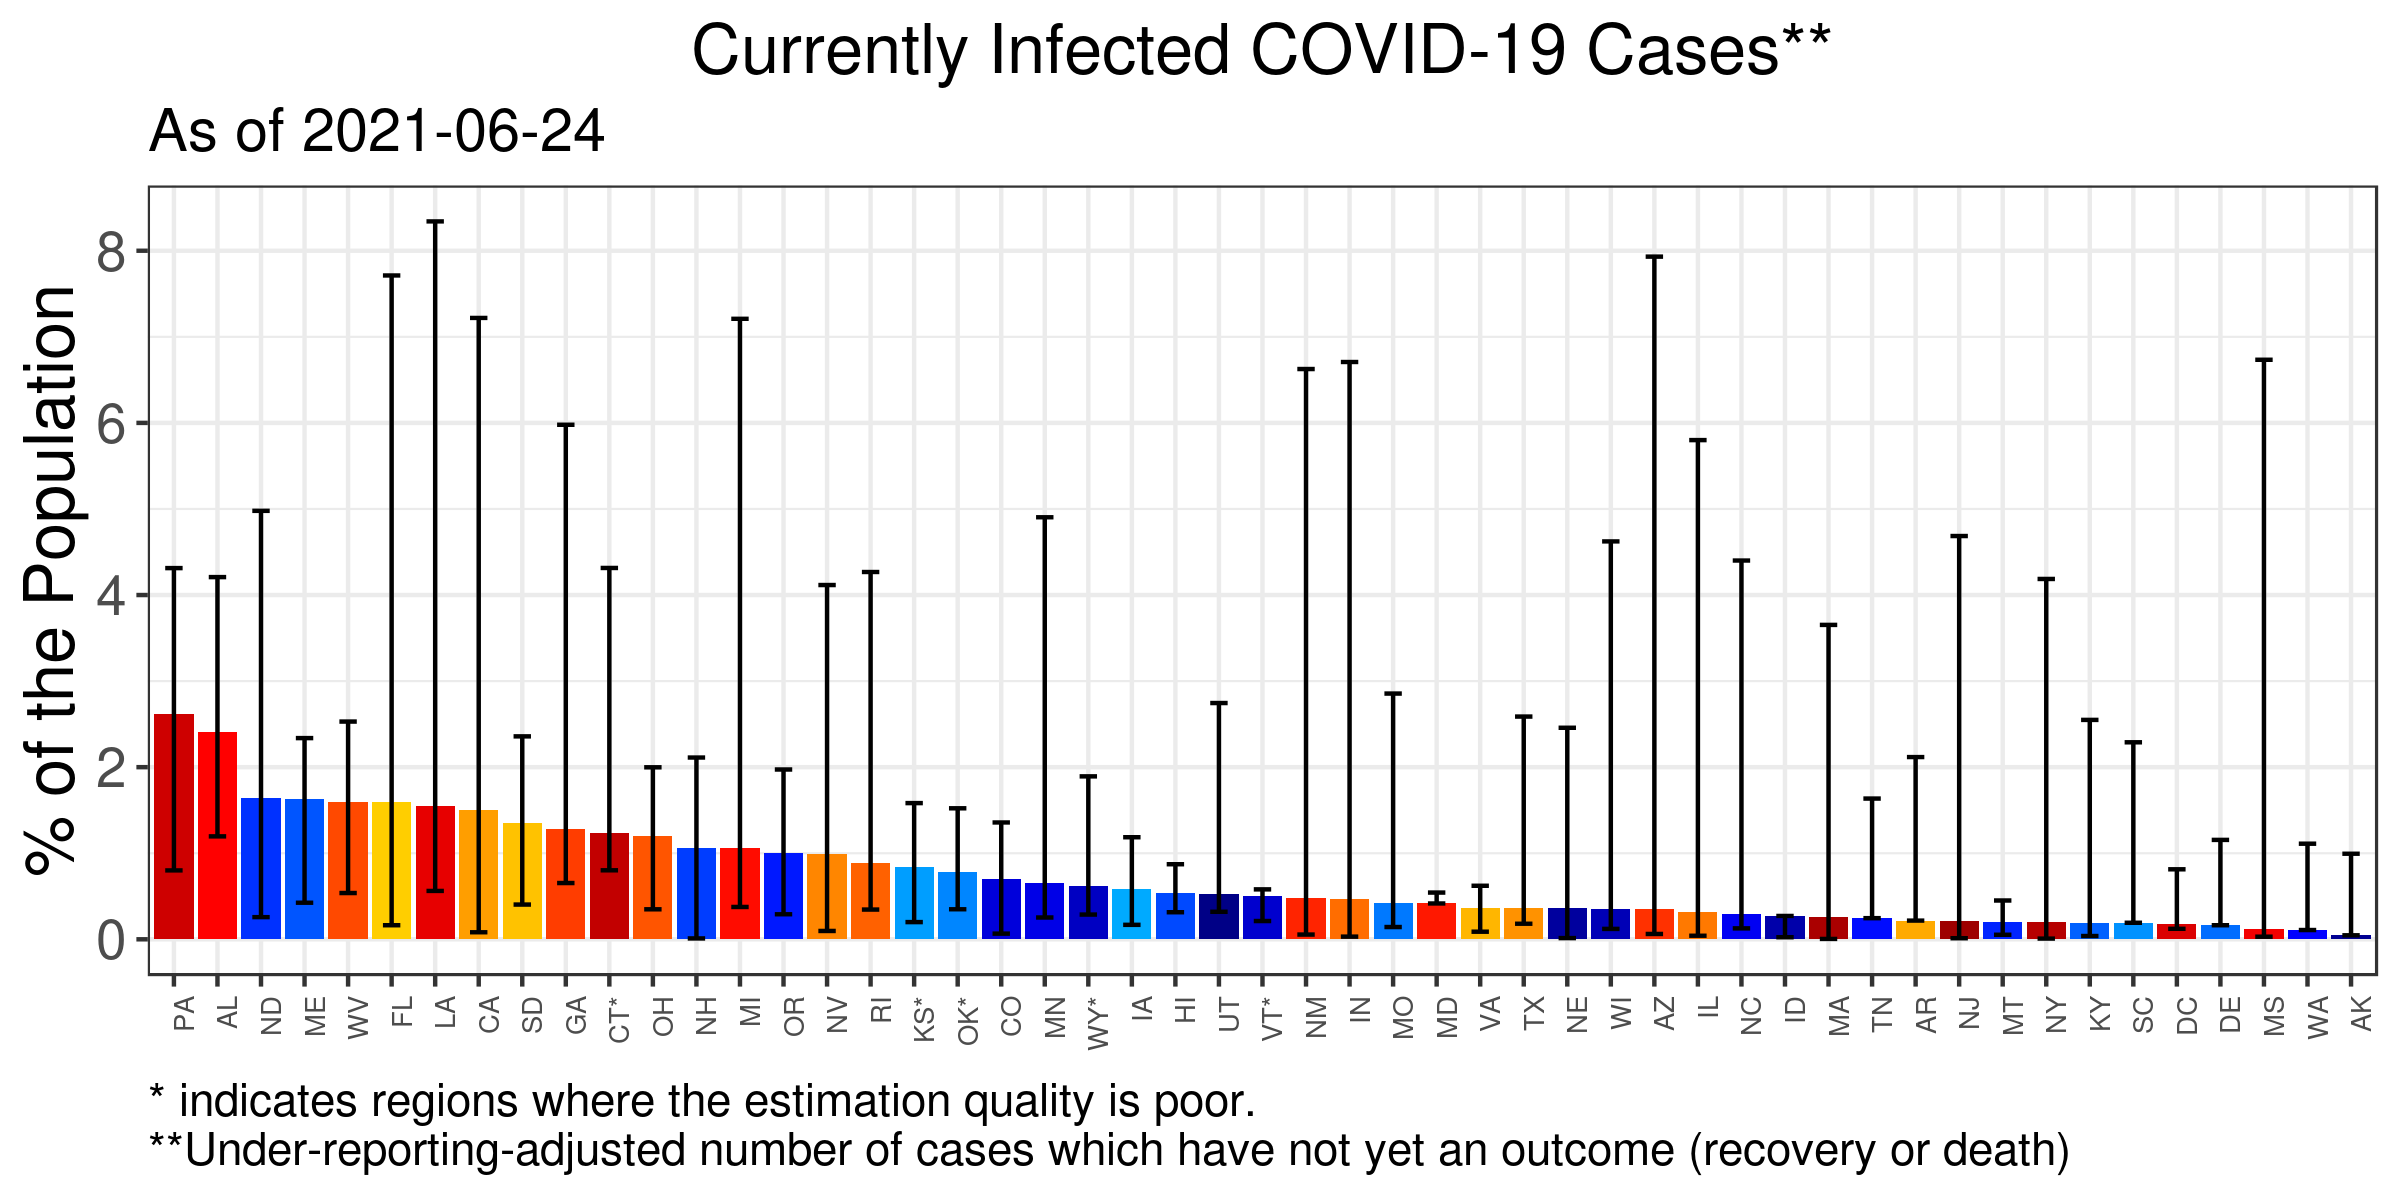 Currently Infected COVID-19 Cases**
As of 2021-06-24
% of the Population
8
6
4
2
0
PA AL ND ME WV FL LA CA SD GA CT* OH NH MI OR NV RI KS* OK* CO MN WY* IA HI UT VT* NM IN MO MD VA TX NE WI AZ IL NC ID MA TN AR NJ MT NY KY SC DC DE MS WA AK
* indicates regions where the estimation quality is poor.
**Under-reporting-adjusted number of cases which have not yet an outcome (recovery or death)